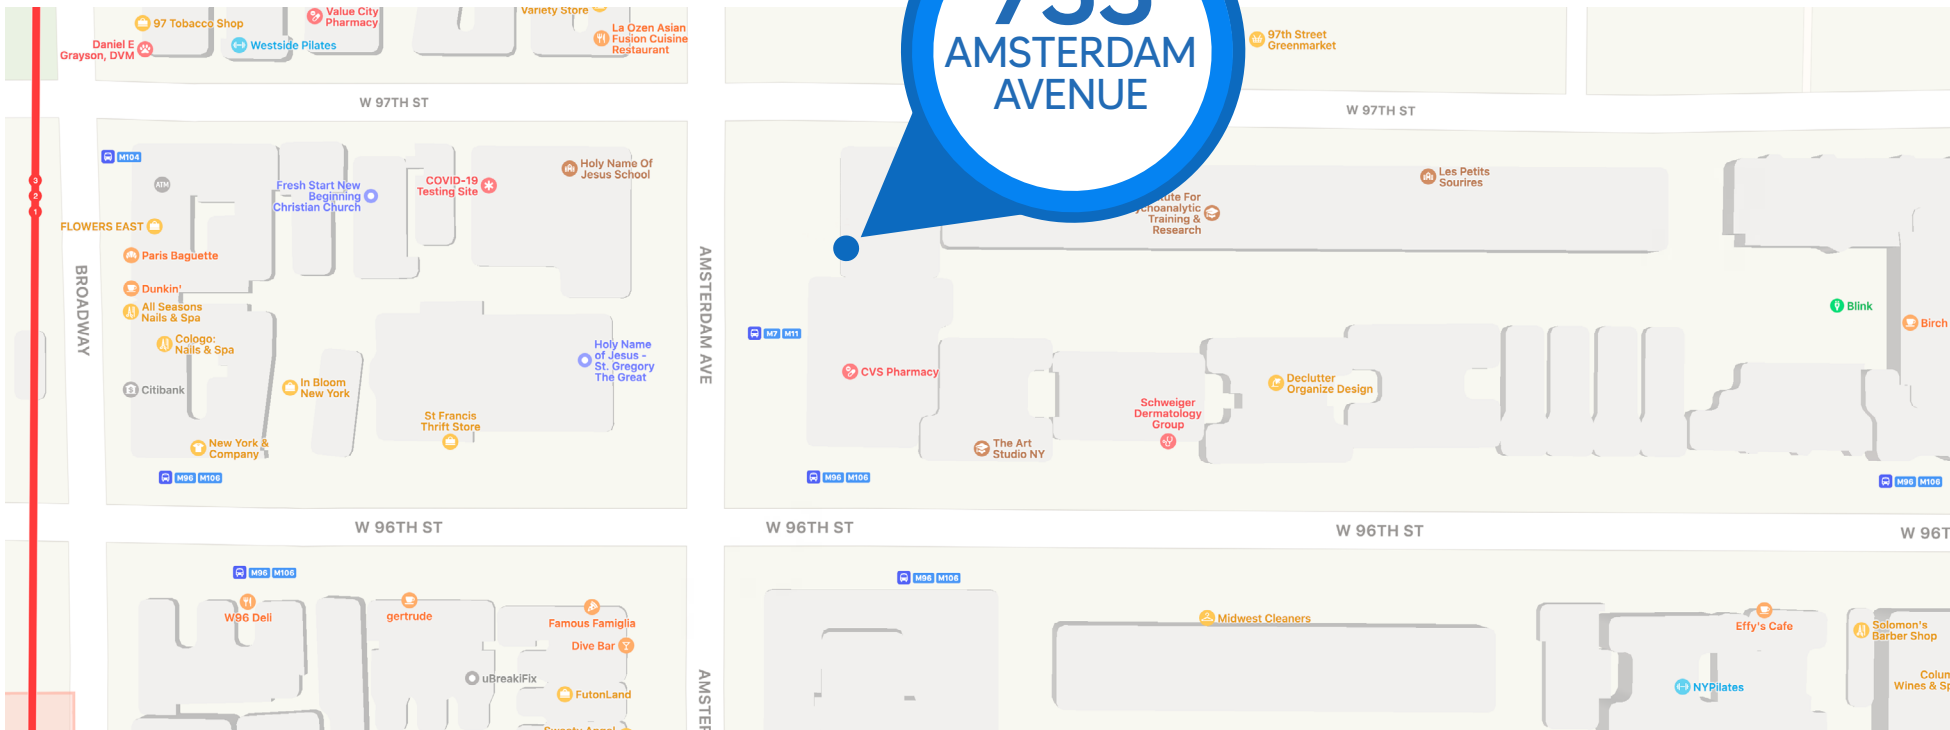 97 Tobacco Shop
Value City
Pharmacy
Variety Store
Daniel E
Grayson, DVM
Westside Pilates
La Ozen Asian
Fusion Cuisine
Restaurant
733
AMSTERDAM
AVENUE
97th Street
Greenmarket
W 97TH ST
W 97TH ST
M104
ATM
3
2
1
Fresh Start New
Beginning
Christian Church
COVID-19
Testing Site
Holy Name Of
Jesus School
Les Petits
Sourires
Training &
Research
FLOWERS EAST
Paris Baguette
Dunkin'
All Seasons
Nails & Spa
Cologo:
Nails & Spa
Citibank
In Bloom
New York
New York &
Company
St Francis
Thrift Store
Holy Name
of Jesus -
St. Gregory
The Great
BROADWAY
AMSTERDAM AVE
M7 M11
CVS Pharmacy
The Art
Studio NY
Schweiger
Dermatology
Group
Declutter
Organize Design
Blink
Birch
M96 M106
M96 M106
M96 M106
W 96TH ST
W 96TH ST
W 96TH ST
W 96T
M96 M106
M96 M106
W96 Deli
gertrude
Famous Famiglia
Dive Bar
uBreakiFix
FutonLand
AMSTER
Midwest Cleaners
Effy's Cafe
NYPilates
Solomon's
Barber Shop
Wines &